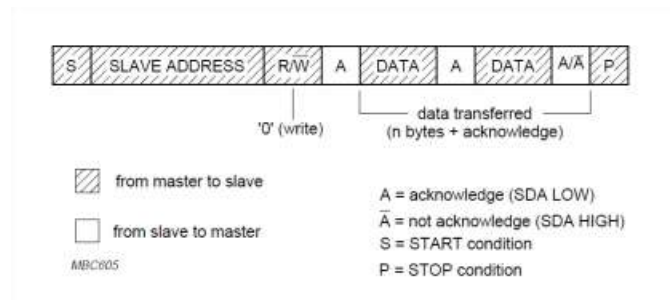 S SLAVE ADDRESS R/W̅ A DATA A DATA A/A̅ P
'0' (write)
data transferred
(n bytes + acknowledge)
from master to slave
from slave to master
A = acknowledge (SDA LOW)
A̅ = not acknowledge (SDA HIGH)
S = START condition
P = STOP condition
MBC605